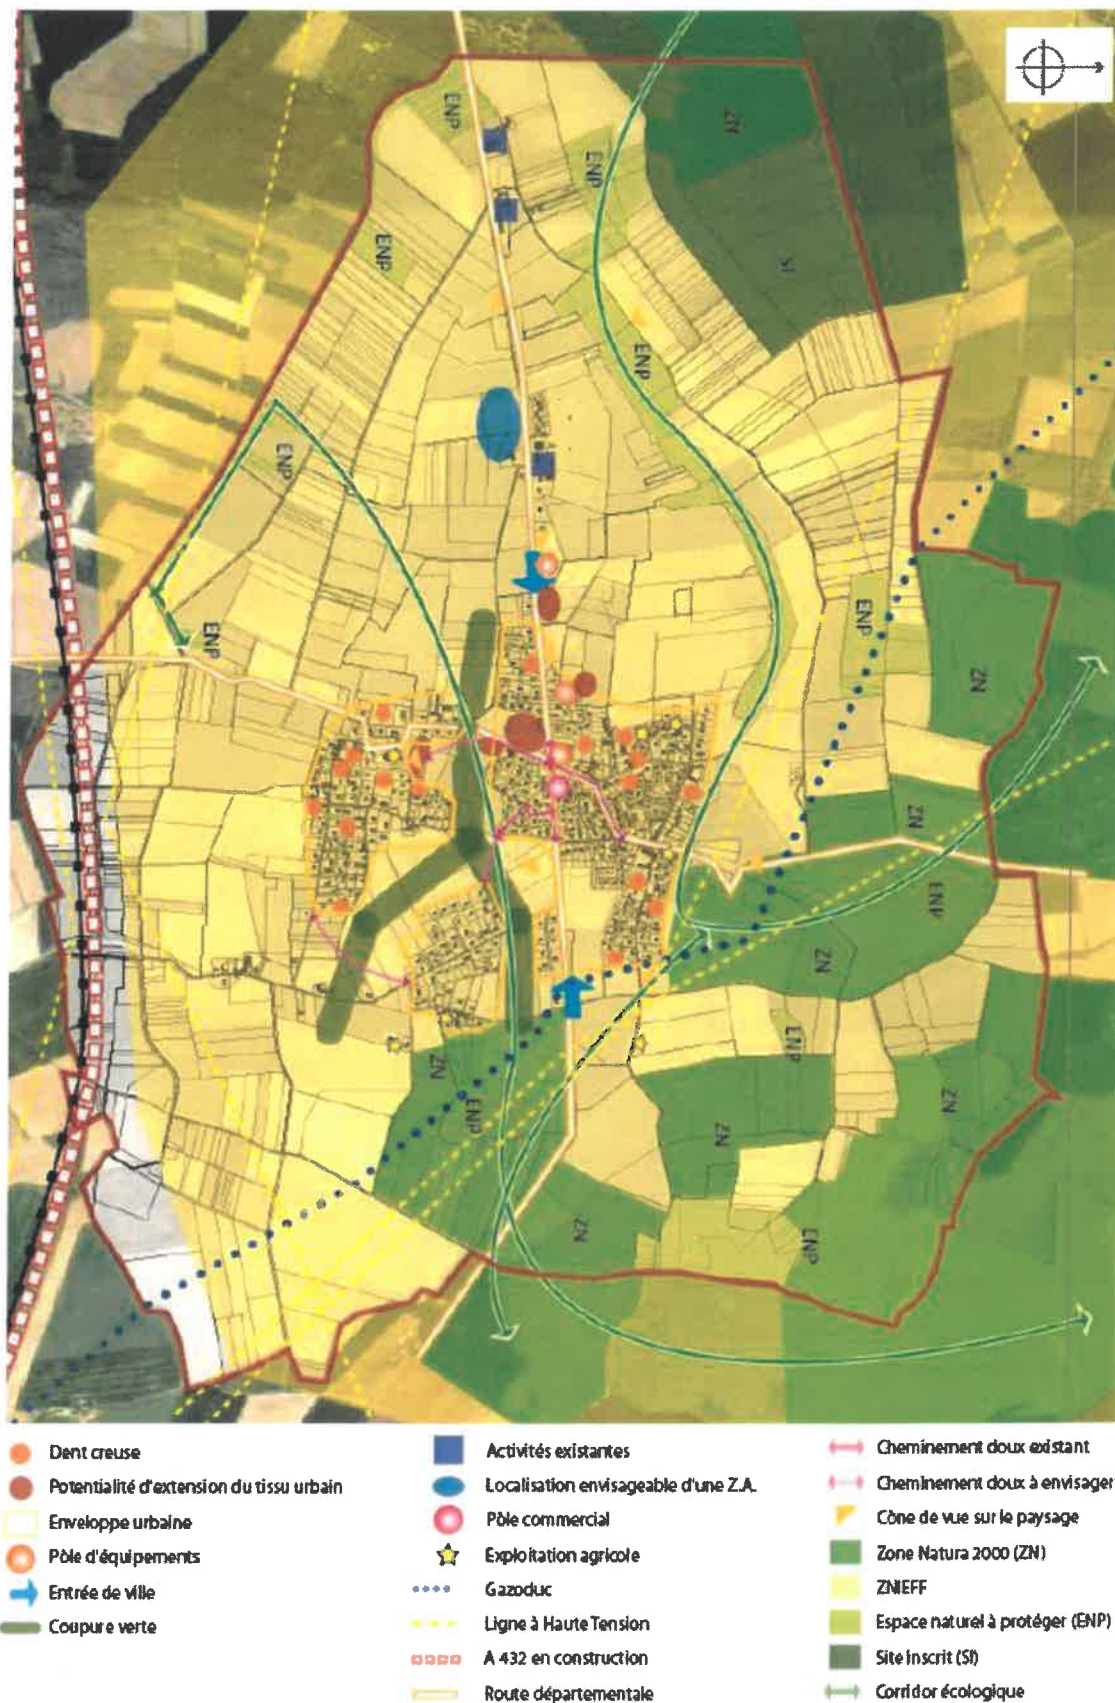 ENP
ZN
ENP
ENP
SI
ENP
ENP
ENP
ENP
ZN
ZN
ENP
ZN
ENP
ZN
ENP
ZN
ZN
ZN
ENP
Dent creuse
Potentialité d'extension du tissu urbain
Enveloppe urbaine
Pôle d'équipements
Entrée de ville
Coupure verte
Activités existantes
Localisation envisageable d'une Z.A.
Pôle commercial
Exploitation agricole
Gazoduc
Ligne à Haute Tension
A 432 en construction
Route départementale
Cheminement doux existant
Cheminement doux à envisager
Cône de vue sur le paysage
Zone Natura 2000 (ZN)
ZNIEFF
Espace naturel à protéger (ENP)
Site inscrit (SI)
Corridor écologique